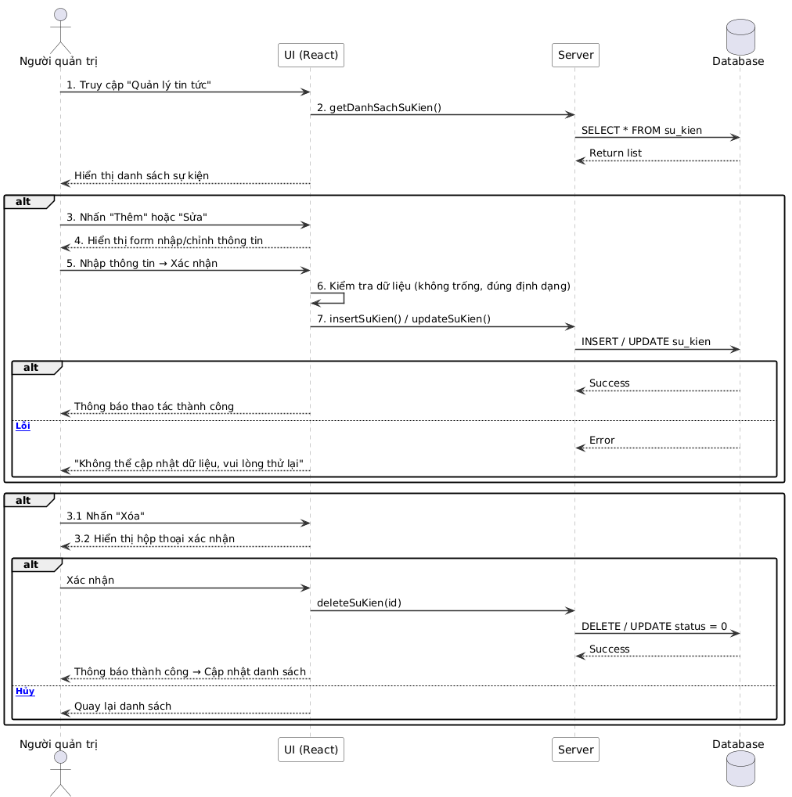 Người quản trị
UI (React)
Server
Database
1. Truy cập "Quản lý tin tức"
2. getDanhSachSuKien()
SELECT * FROM su_kien
Return list
Hiển thị danh sách sự kiện
alt
3. Nhấn "Thêm" hoặc "Sửa"
4. Hiển thị form nhập/chỉnh thông tin
5. Nhập thông tin → Xác nhận
6. Kiểm tra dữ liệu (không trống, đúng định dạng)
7. insertSuKien() / updateSuKien()
INSERT / UPDATE su_kien
alt
Success
Thông báo thao tác thành công
Lỗi
Error
"Không thể cập nhật dữ liệu, vui lòng thử lại"
alt
3.1 Nhấn "Xóa"
3.2 Hiển thị hộp thoại xác nhận
alt
Xác nhận
deleteSuKien(id)
DELETE / UPDATE status = 0
Success
Thông báo thành công → Cập nhật danh sách
Hủy
Quay lại danh sách
Người quản trị
UI (React)
Server
Database